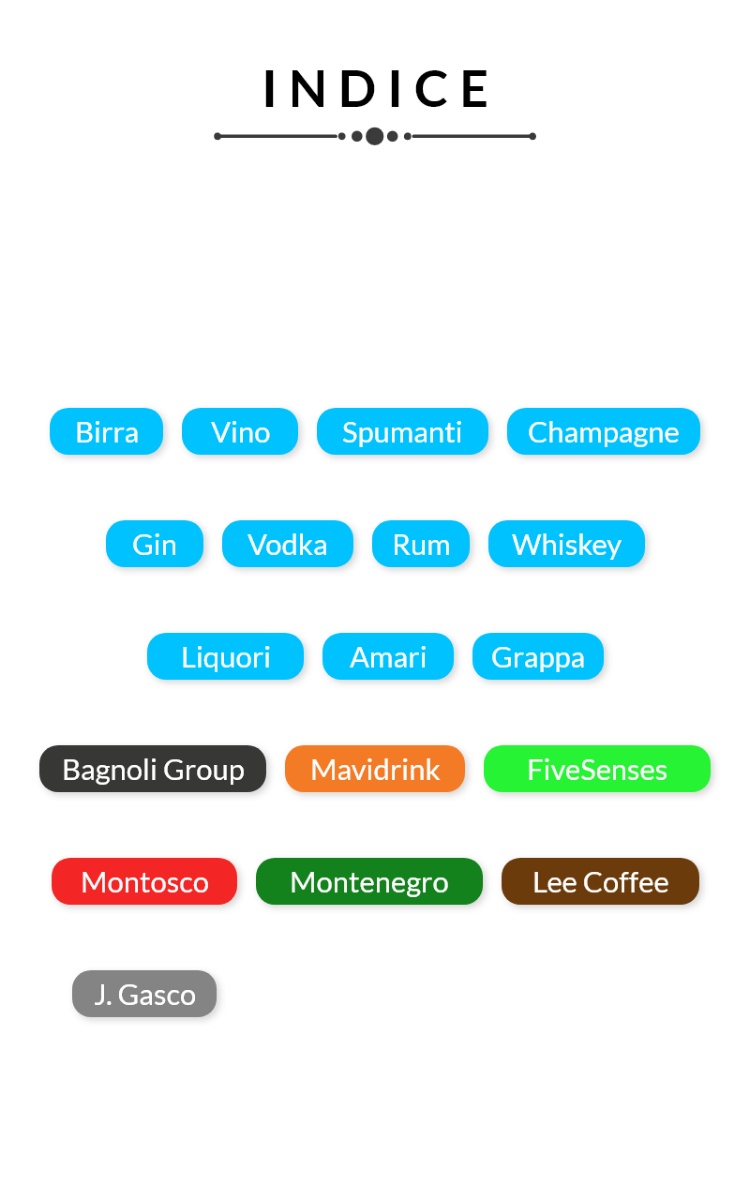 INDICE
Birra Vino Spumanti Champagne
Gin Vodka Rum Whiskey
Liquori Amari Grappa
Bagnoli Group Mavidrink FiveSenses
Montosco Montenegro Lee Coffee
J. Gasco